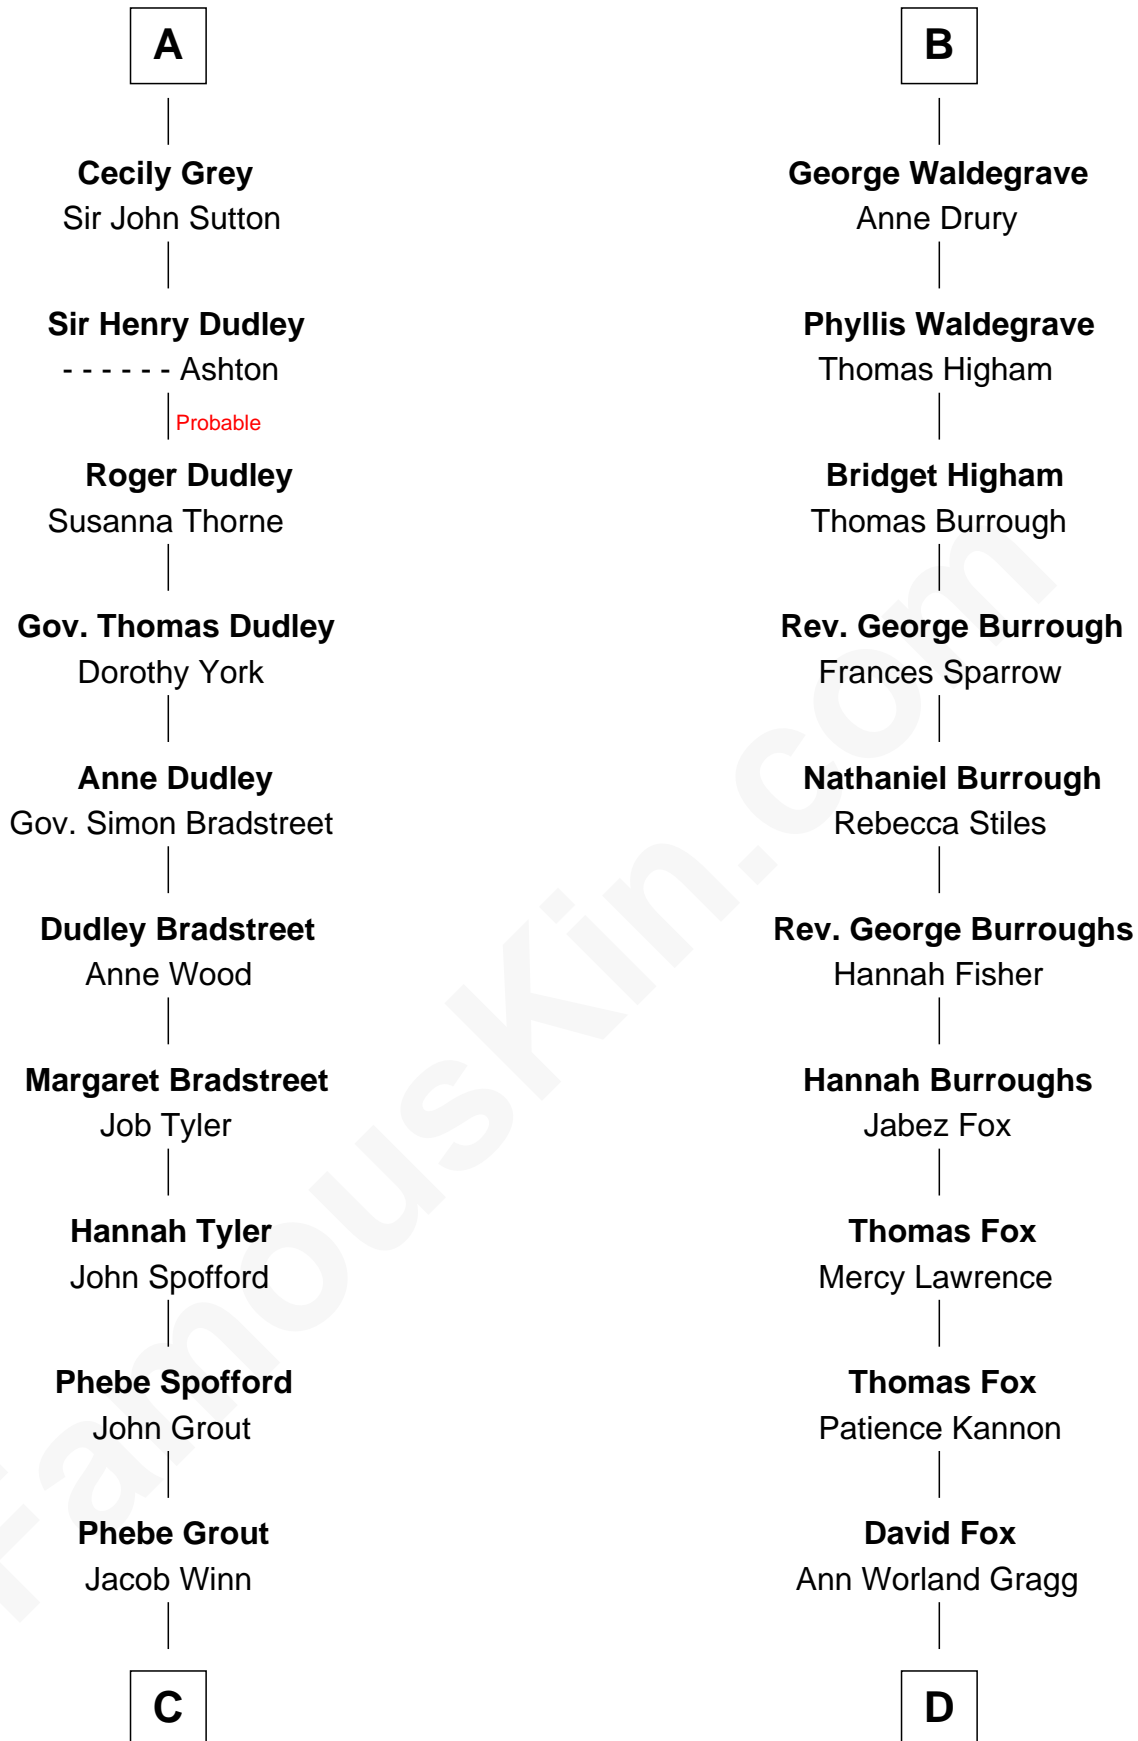 A
Cecily Grey
Sir John Sutton
Sir Henry Dudley
- - - - - - Ashton
Probable
Roger Dudley
Susanna Thorne
Gov. Thomas Dudley
Dorothy York
Anne Dudley
Gov. Simon Bradstreet
Dudley Bradstreet
Anne Wood
Margaret Bradstreet
Job Tyler
Hannah Tyler
John Spofford
Phebe Spofford
John Grout
Phebe Grout
Jacob Winn
C
B
George Waldegrave
Anne Drury
Phyllis Waldegrave
Thomas Higham
Bridget Higham
Thomas Burrough
Rev. George Burrough
Frances Sparrow
Nathaniel Burrough
Rebecca Stiles
Rev. George Burroughs
Hannah Fisher
Hannah Burroughs
Jabez Fox
Thomas Fox
Mercy Lawrence
Thomas Fox
Patience Kannon
David Fox
Ann Worland Gragg
D
FamousKin.com